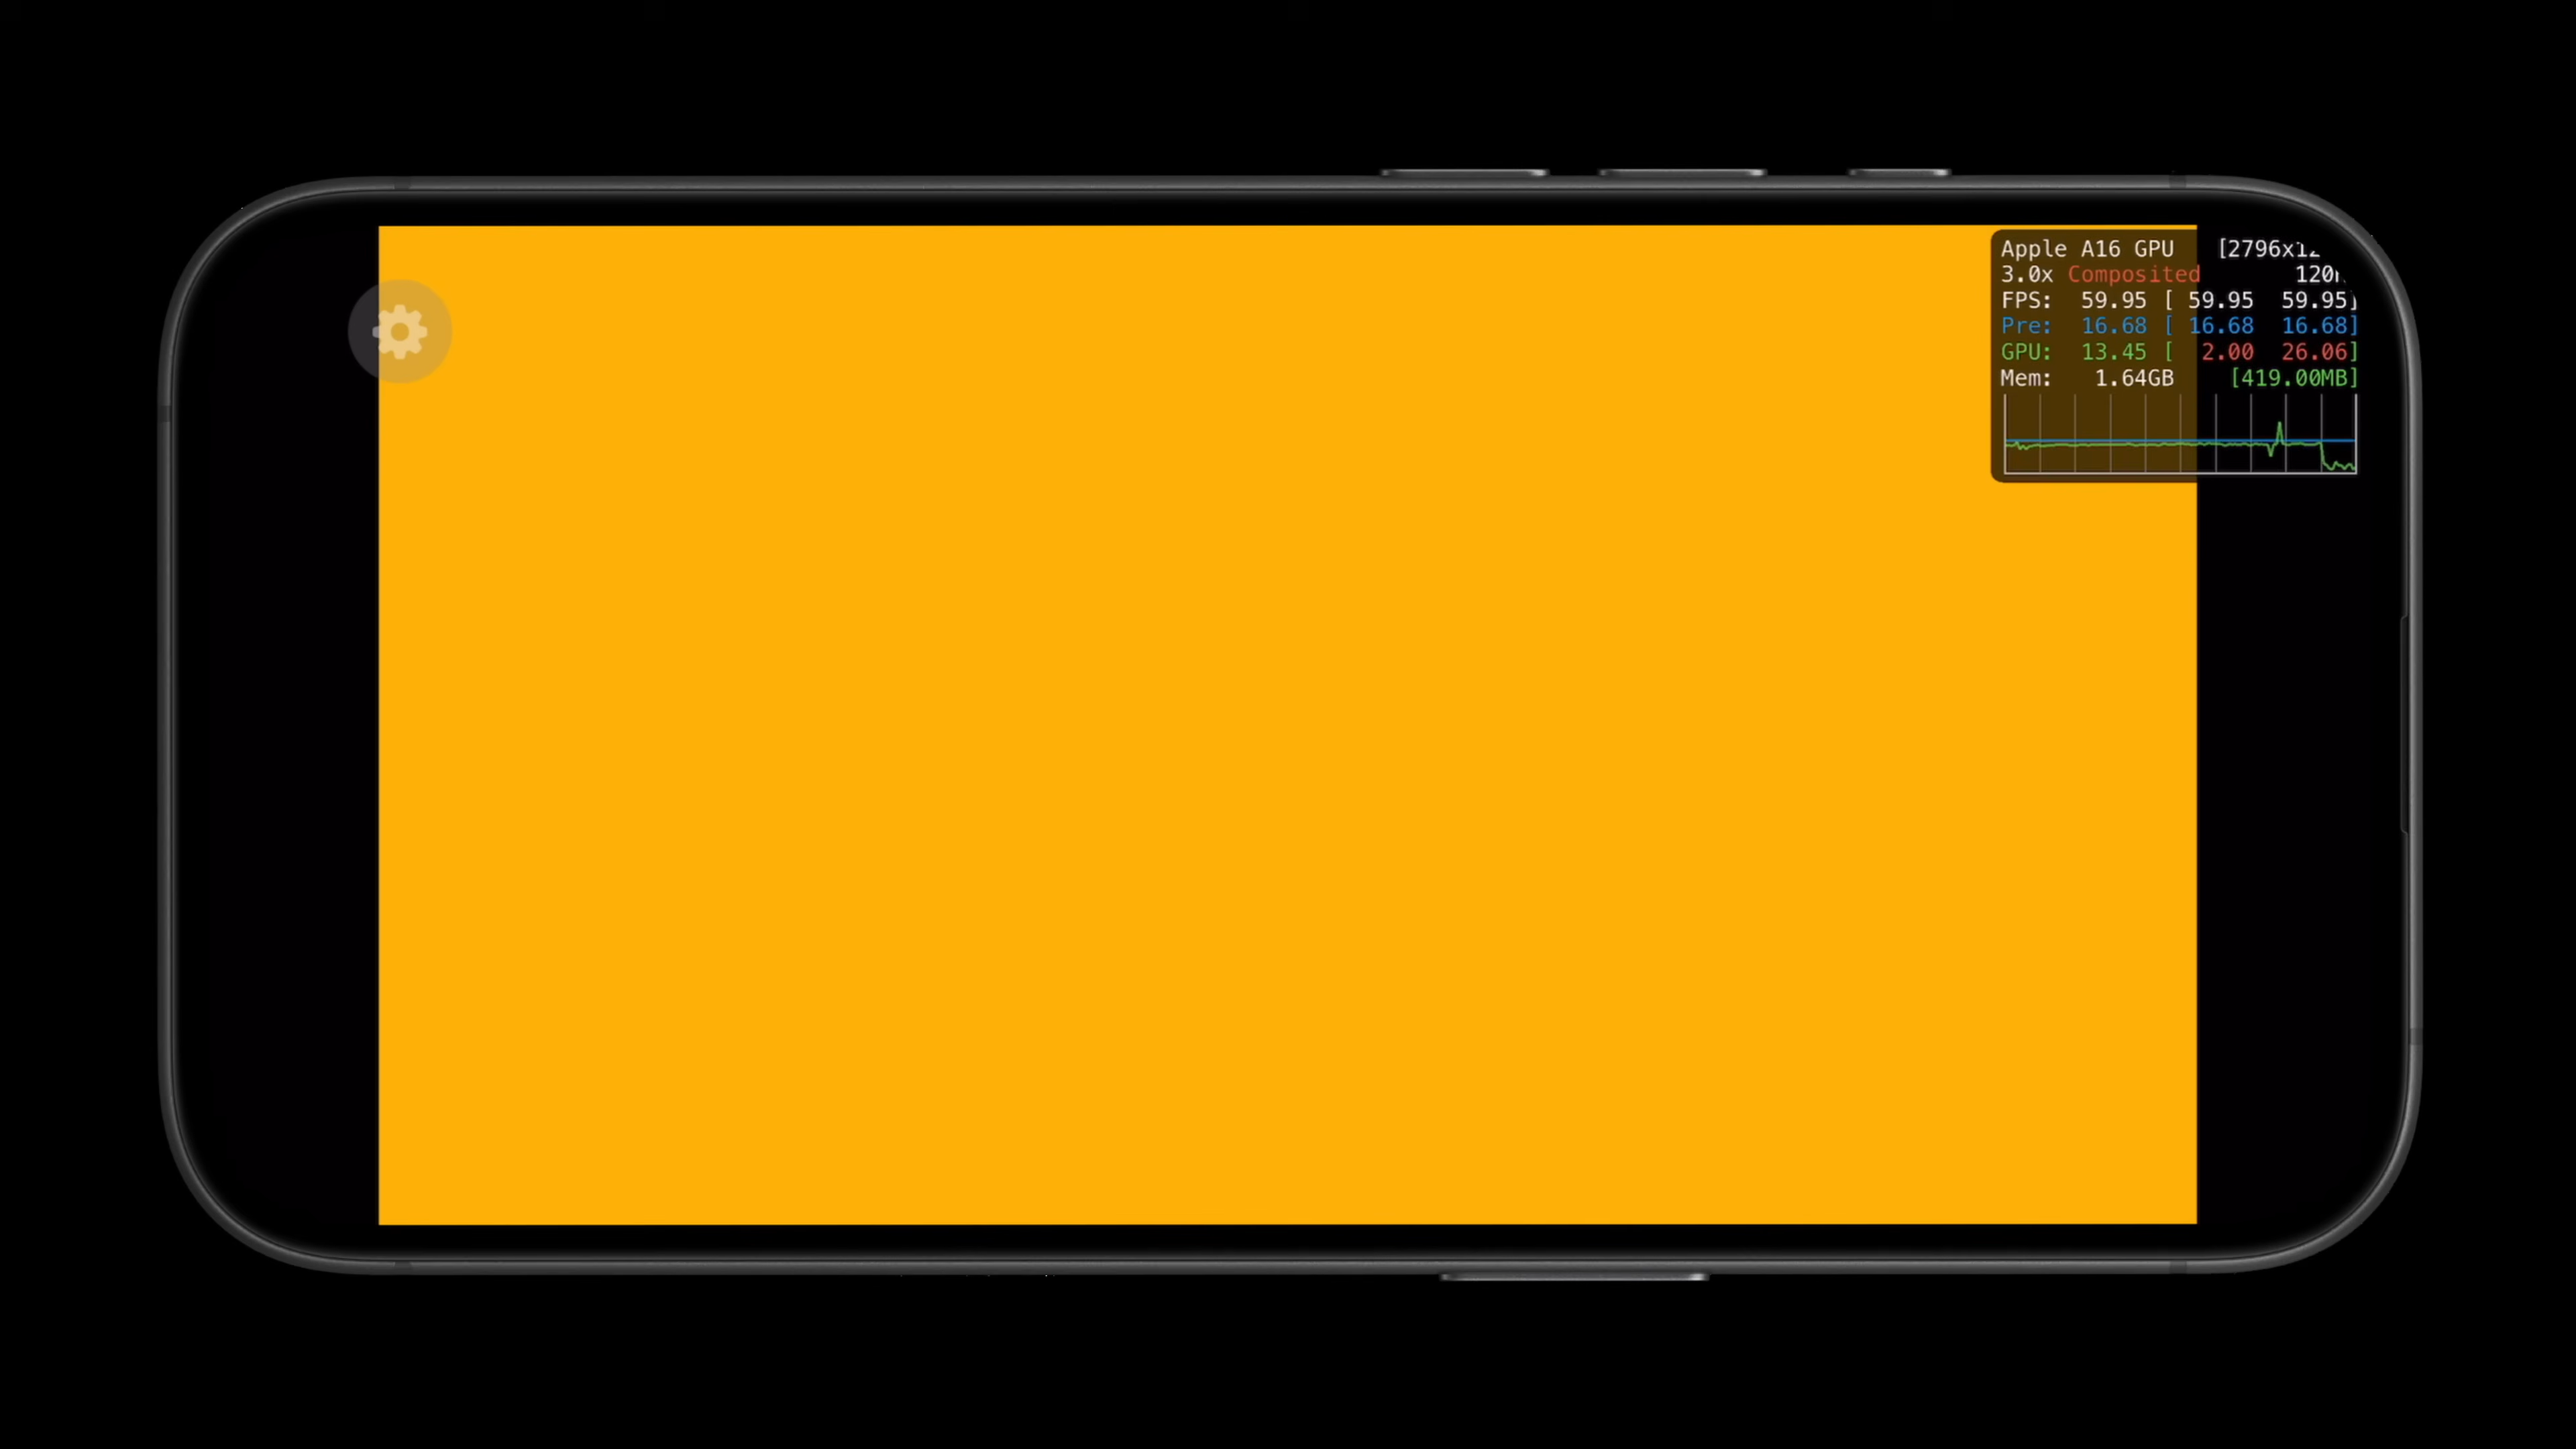 Apple A16 GPU
3.0x Composited
FPS: 59.95 [ 59.95 59.95]
Pre: 16.68 [ 16.68 16.68]
GPU: 13.45 [ 2.00 26.06]
Mem: 1.64GB [419.00MB]